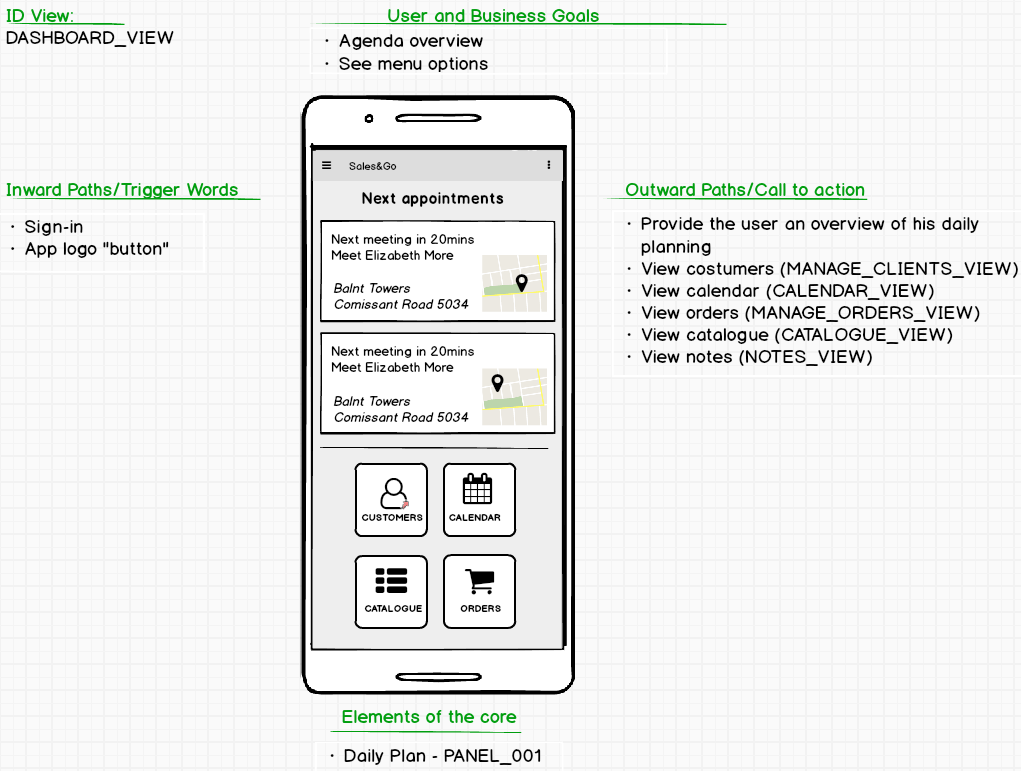 ID View:
DASHBOARD_VIEW
User and Business Goals
· Agenda overview
· See menu options
Inward Paths/Trigger Words
· Sign-in
· App logo "button"
Sales&Go
Next appointments
Next meeting in 20mins
Meet Elizabeth More
Balnt Towers
Comissant Road 5034
Next meeting in 20mins
Meet Elizabeth More
Balnt Towers
Comissant Road 5034
CUSTOMERS
CALENDAR
CATALOGUE
ORDERS
Outward Paths/Call to action
· Provide the user an overview of his daily
planning
· View costumers (MANAGE_CLIENTS_VIEW)
· View calendar (CALENDAR_VIEW)
· View orders (MANAGE_ORDERS_VIEW)
· View catalogue (CATALOGUE_VIEW)
· View notes (NOTES_VIEW)
Elements of the core
· Daily Plan - PANEL_001